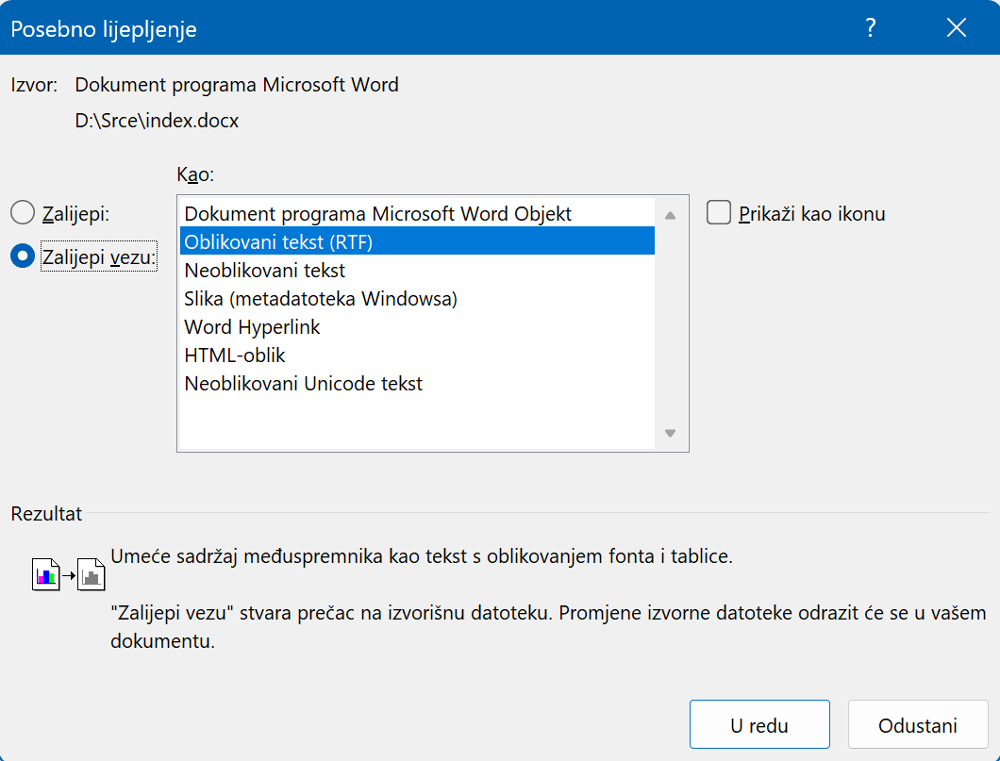 Posebno lijepljenje
?
Izvor: Dokument programa Microsoft Word
D:\Srce\index.docx
Kao:
Zalijepi:
Zalijepi vezu:
Dokument programa Microsoft Word Objekt
Oblikovani tekst (RTF)
Neoblikovani tekst
Slika (metadatoteka Windowsa)
Word Hyperlink
HTML-oblik
Neoblikovani Unicode tekst
Prikaži kao ikonu
Rezultat
Umeće sadržaj međuspremnika kao tekst s oblikovanjem fonta i tablice.
"Zalijepi vezu" stvara prečac na izvorišnu datoteku. Promjene izvorne datoteke odrazit će se u vašem
dokumentu.
U redu
Odustani